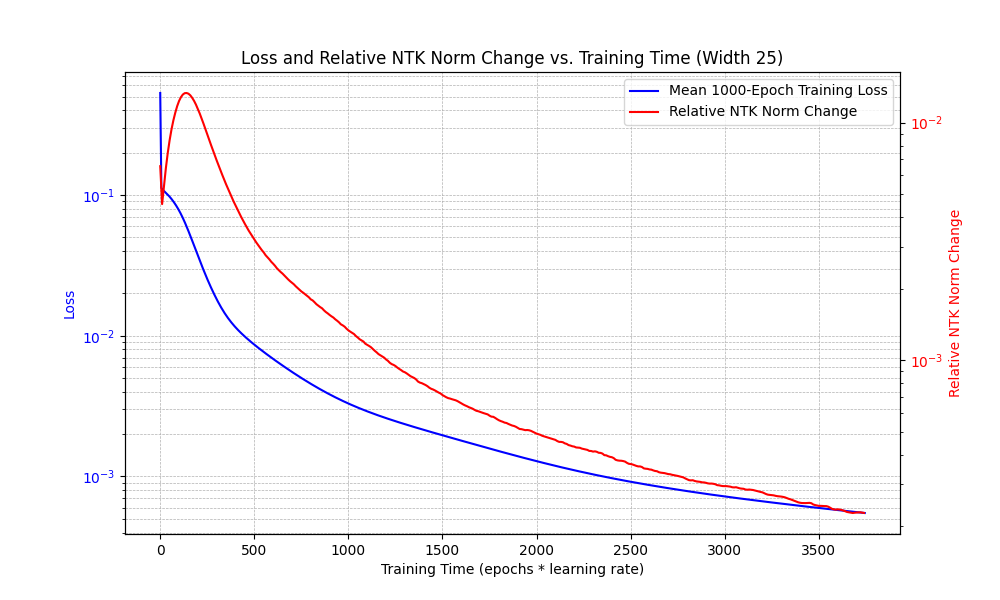 Loss and Relative NTK Norm Change vs. Training Time (Width 25)
Mean 1000-Epoch Training Loss
Relative NTK Norm Change
Loss
10⁻¹
10⁻²
10⁻³
10⁻²
10⁻³
Relative NTK Norm Change
0 500 1000 1500 2000 2500 3000 3500
Training Time (epochs * learning rate)